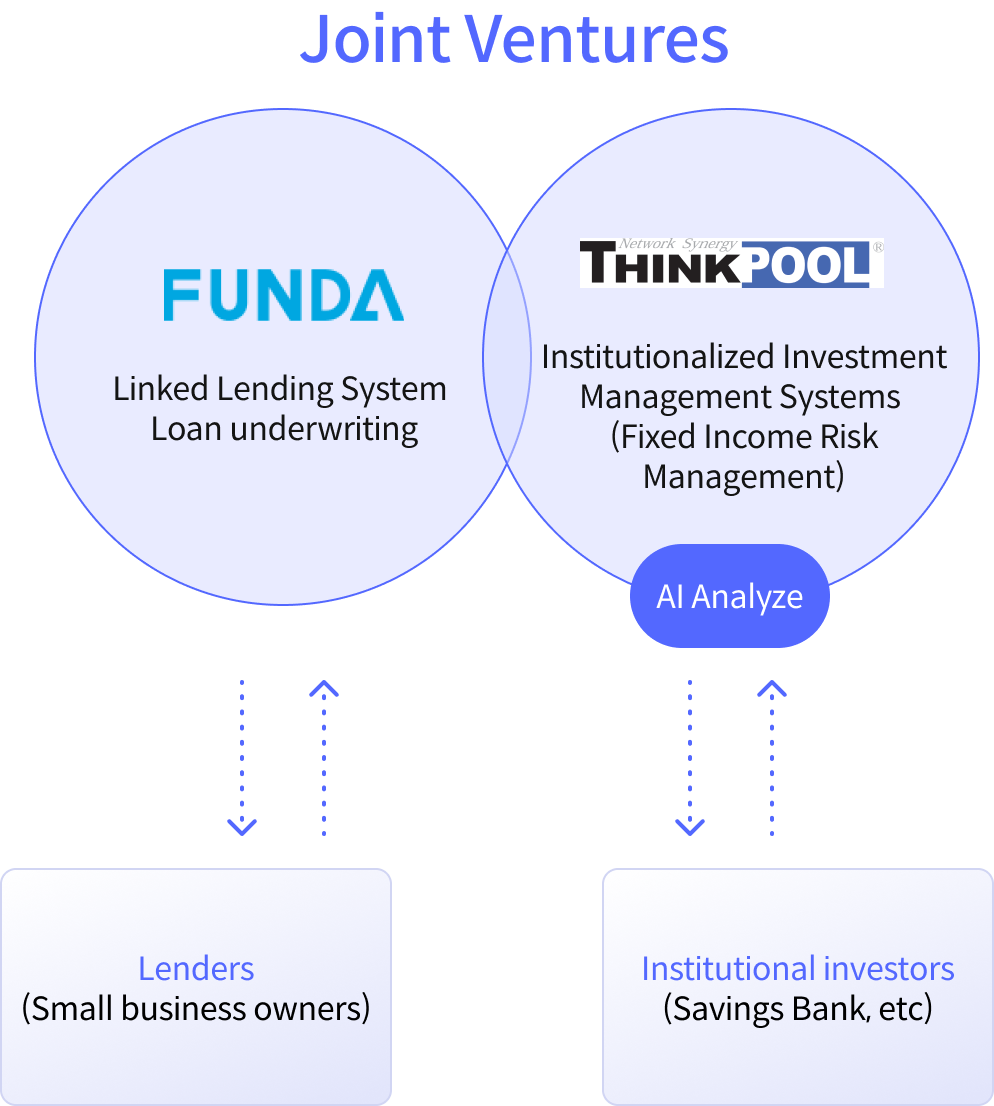 Joint Ventures
FUNDA
Linked Lending System
Loan underwriting
Network Synergy
THINKPOOL®
Institutionalized Investment
Management Systems
(Fixed Income Risk
Management)
AI Analyze
Lenders
(Small business owners)
Institutional investors
(Savings Bank, etc)